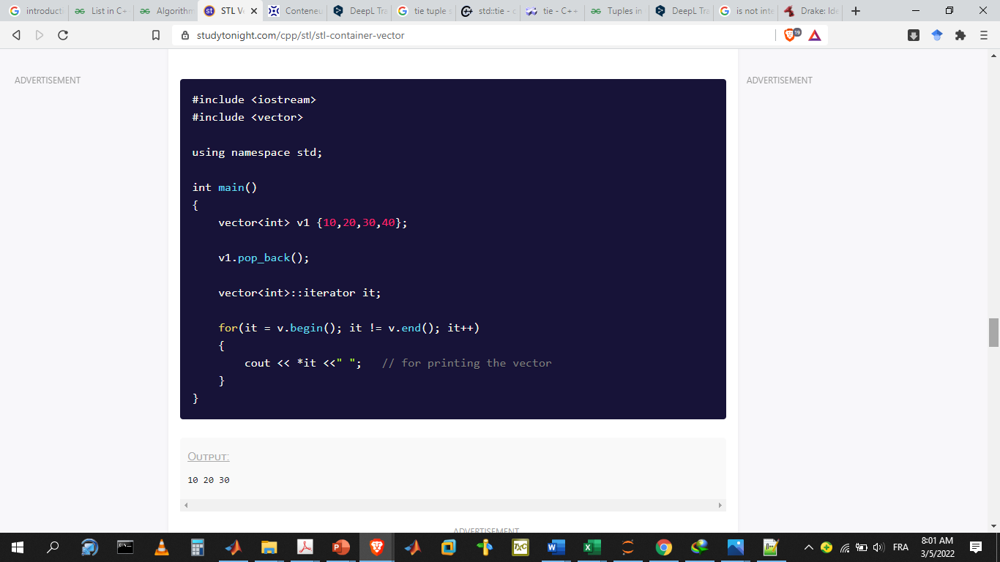 introducti
List in C+
Algorithm
STL Ve
Conteneu
DeepL Tra
tie tuple s
std::tie - c
tie - C++
Tuples in
DeepL Tra
is not inte
Drake: Ide
studytonight.com/cpp/stl/stl-container-vector
19
ADVERTISEMENT
ADVERTISEMENT
#include <iostream>
#include <vector>
using namespace std;
int main()
{
    vector<int> v1 {10,20,30,40};
    v1.pop_back();
    vector<int>::iterator it;
    for(it = v.begin(); it != v.end(); it++)
    {
        cout << *it <<" ";   // for printing the vector
    }
}
OUTPUT:
10 20 30
ADVERTISEMENT
FRA
8:01 AM
3/5/2022